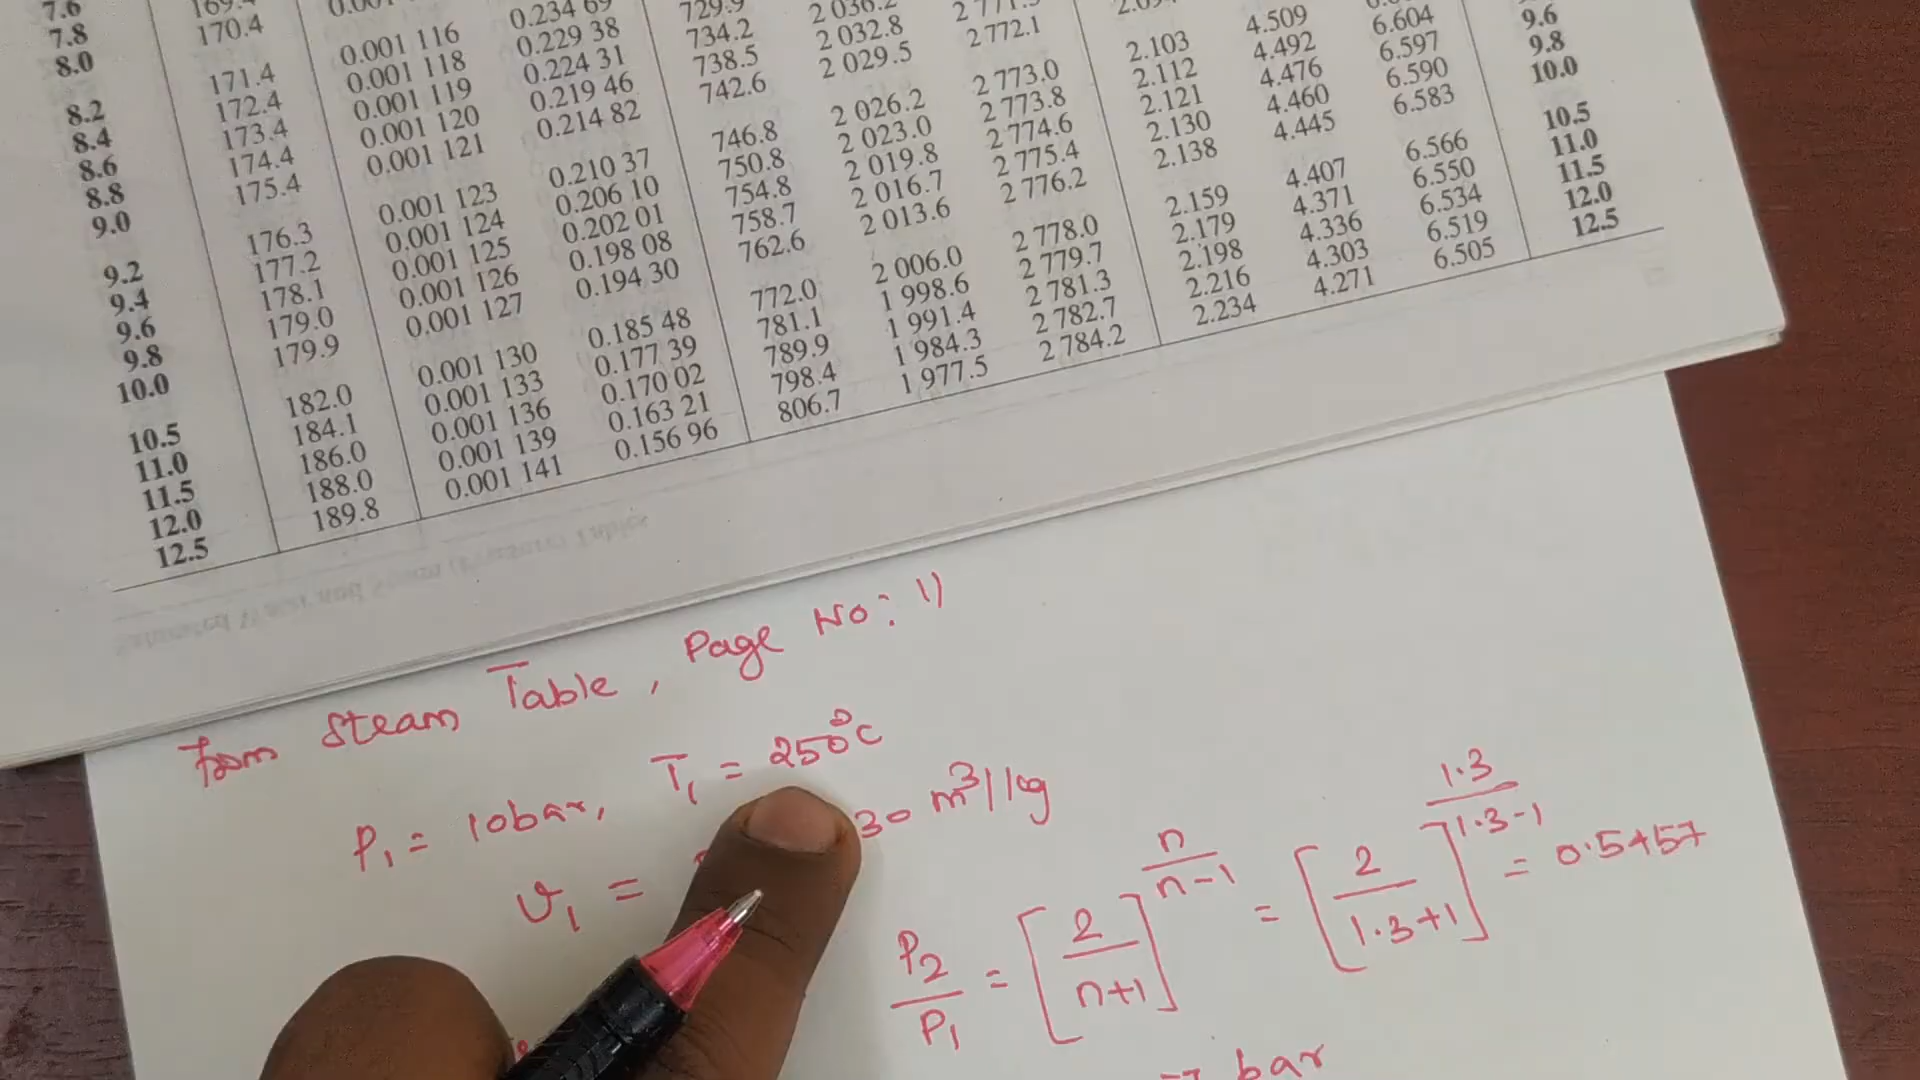 7.6 169.4
7.8 170.4 0.001 116 0.234 69 729.9 2 036.2
8.0 0.001 118 0.229 38 734.2 2 032.8 2 772.1 4.509 6.604 9.6
171.4 0.001 119 0.224 31 738.5 2 029.5 2.103 4.492 6.597 9.8
8.2 172.4 0.001 120 0.219 46 742.6 2 773.0 2.112 4.476 6.590 10.0
8.4 173.4 0.001 121 0.214 82 2 026.2 2 773.8 2.121 4.460 6.583
8.6 174.4 746.8 2 023.0 2 774.6 2.130 4.445 10.5
8.8 175.4 0.001 123 0.210 37 750.8 2 019.8 2 775.4 2.138 6.566 11.0
9.0 0.001 124 0.206 10 754.8 2 016.7 2 776.2 4.407 6.550 11.5
176.3 0.001 125 0.202 01 758.7 2 013.6 2.159 4.371 6.534 12.0
9.2 177.2 0.001 126 0.198 08 762.6 2 778.0 2.179 4.336 6.519 12.5
9.4 178.1 0.001 127 0.194 30 2 006.0 2 779.7 2.198 4.303 6.505
9.6 179.0 772.0 1 998.6 2 781.3 2.216 4.271
9.8 179.9 0.001 130 0.185 48 781.1 1 991.4 2 782.7 2.234
10.0 0.001 133 0.177 39 789.9 1 984.3 2 784.2
182.0 0.001 136 0.170 02 798.4 1 977.5
10.5 184.1 0.001 139 0.163 21 806.7
11.0 186.0 0.001 141 0.156 96
11.5 188.0
12.0 189.8
12.5
From Steam Table, Page No: 11
P₁ = 10bar, T₁ = 250°C
v₁ = 30 m³/kg
P₂/P₁ = [2/(n+1)]^(n/(n-1)) = [2/(1.3+1)]^(1.3/(1.3-1)) = 0.5457
bar